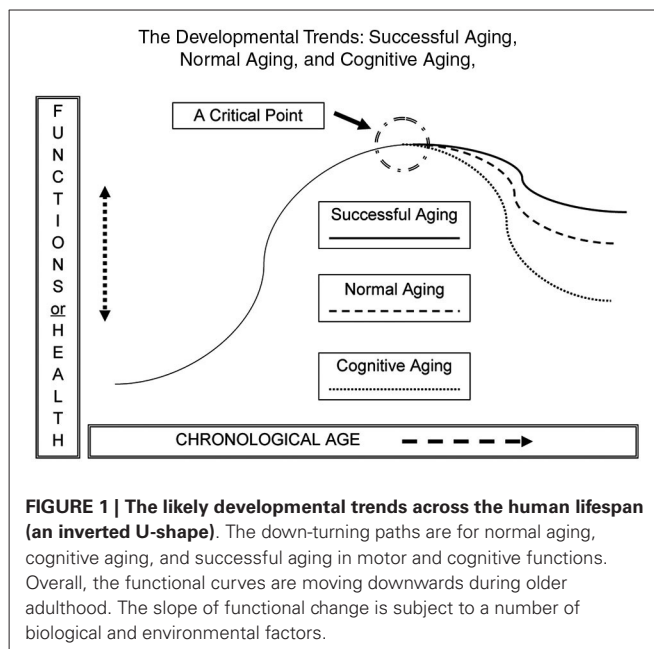 The Developmental Trends: Successful Aging,
Normal Aging, and Cognitive Aging,
F
U
N
C
T
I
O
N
S
or
H
E
A
L
T
H
A Critical Point
Successful Aging
Normal Aging
Cognitive Aging
CHRONOLOGICAL AGE
FIGURE 1 | The likely developmental trends across the human lifespan
(an inverted U-shape). The down-turning paths are for normal aging,
cognitive aging, and successful aging in motor and cognitive functions.
Overall, the functional curves are moving downwards during older
adulthood. The slope of functional change is subject to a number of
biological and environmental factors.